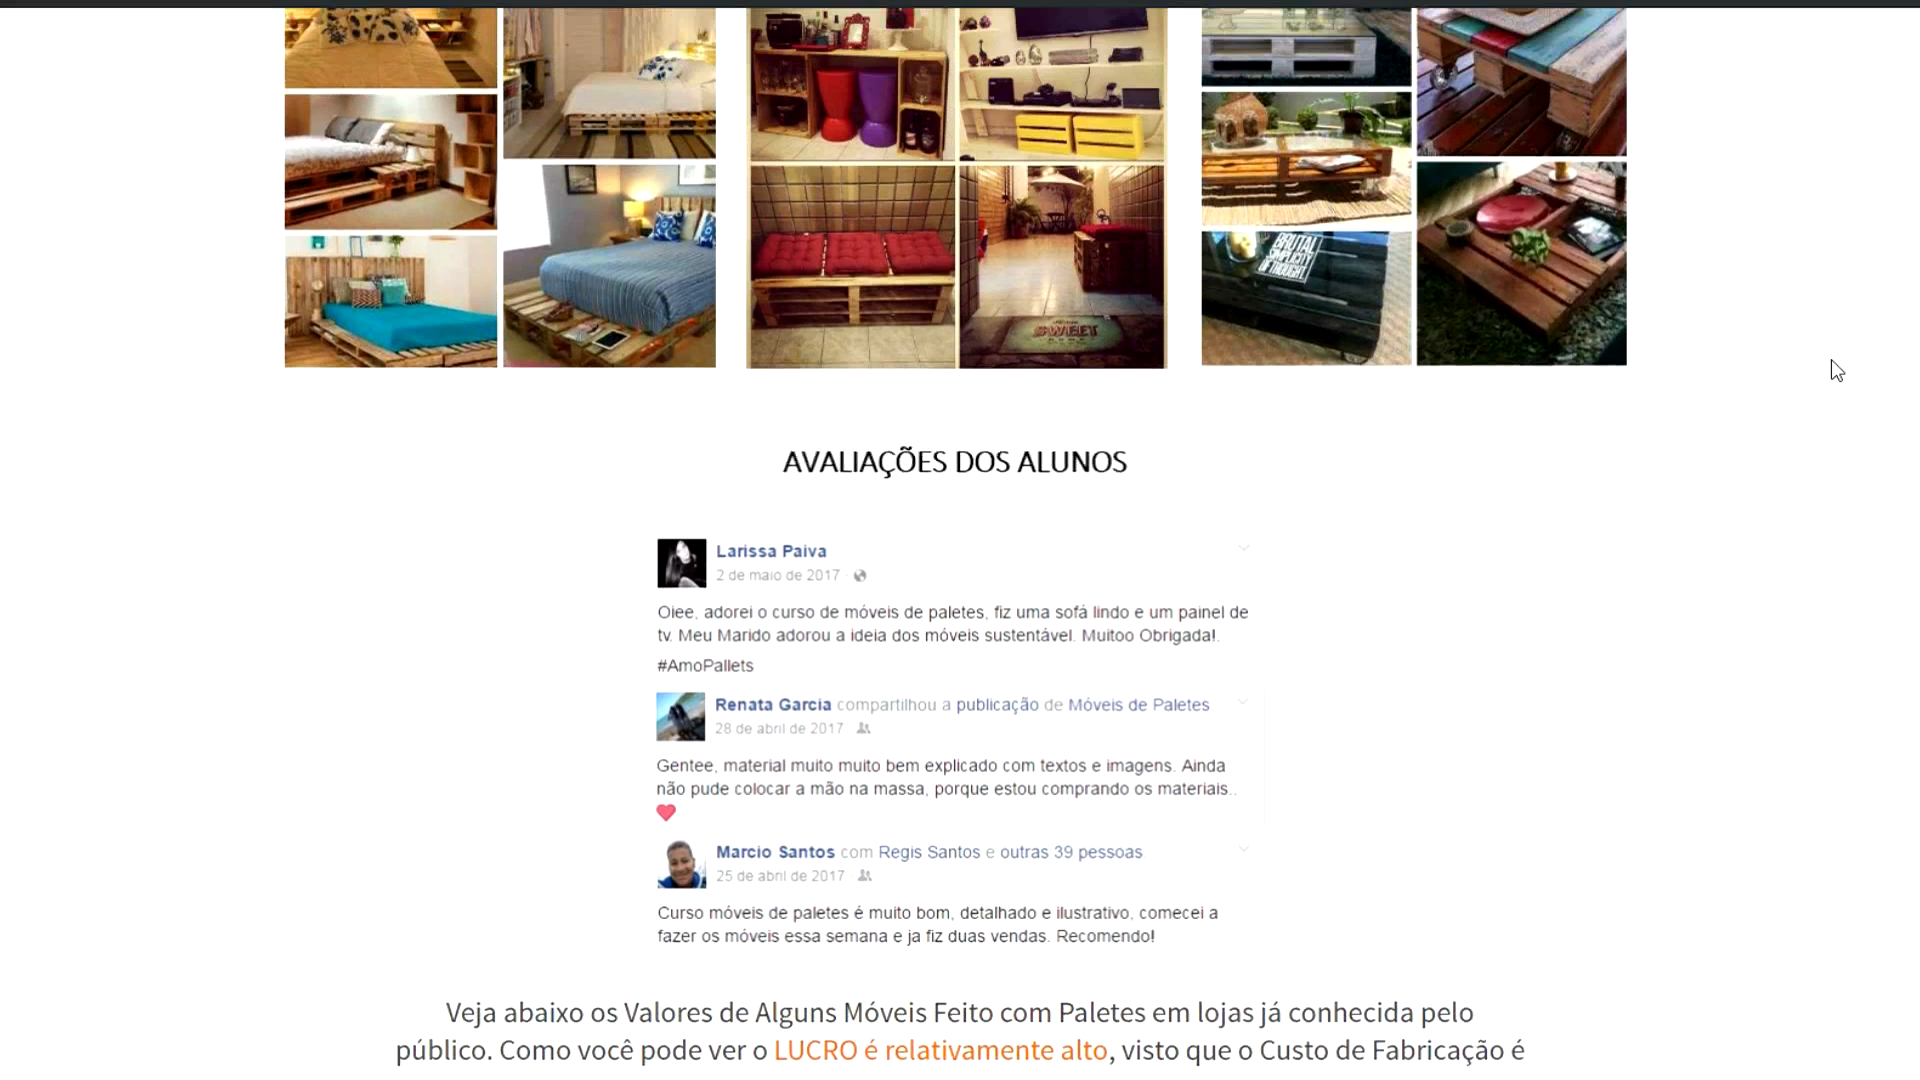 BRUTAL
SIMPLICITY
OF THOUGHT
SWEET
AVALIAÇÕES DOS ALUNOS
Larissa Paiva
2 de maio de 2017
Oiee, adorei o curso de móveis de paletes, fiz uma sofá lindo e um painel de
tv. Meu Marido adorou a ideia dos móveis sustentável. Muitoo Obrigada!.
#AmoPallets
Renata Garcia compartilhou a publicação de Móveis de Paletes
28 de abril de 2017
Gentee, material muito muito bem explicado com textos e imagens. Ainda
não pude colocar a mão na massa, porque estou comprando os materiais..
Marcio Santos com Regis Santos e outras 39 pessoas
25 de abril de 2017
Curso móveis de paletes é muito bom, detalhado e ilustrativo, comecei a
fazer os móveis essa semana e ja fiz duas vendas. Recomendo!
Veja abaixo os Valores de Alguns Móveis Feito com Paletes em lojas já conhecida pelo
público. Como você pode ver o LUCRO é relativamente alto, visto que o Custo de Fabricação é